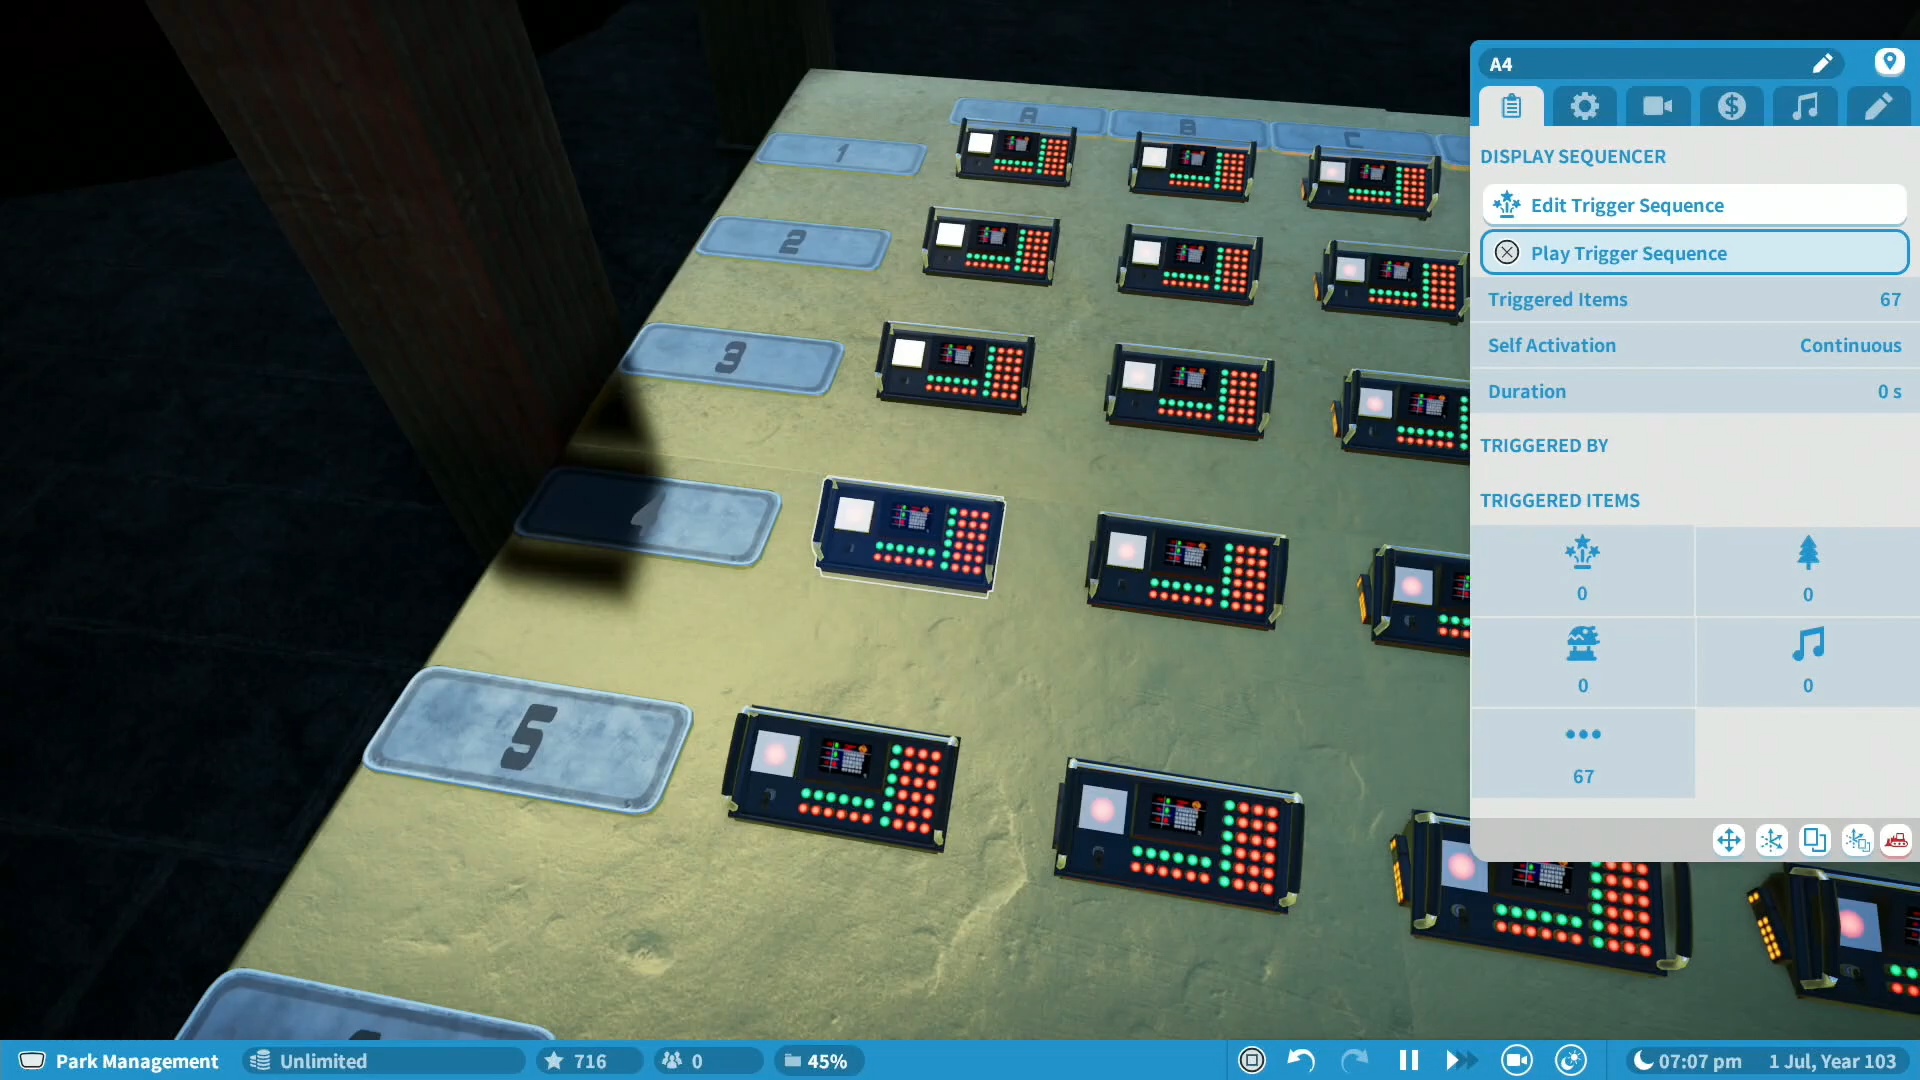 A
B
C
1
2
3
4
5
A4
DISPLAY SEQUENCER
Edit Trigger Sequence
Play Trigger Sequence
Triggered Items 67
Self Activation Continuous
Duration 0 s
TRIGGERED BY
TRIGGERED ITEMS
0 0
0 0
67
Park Management Unlimited 716 0 45% 07:07 pm 1 Jul, Year 103